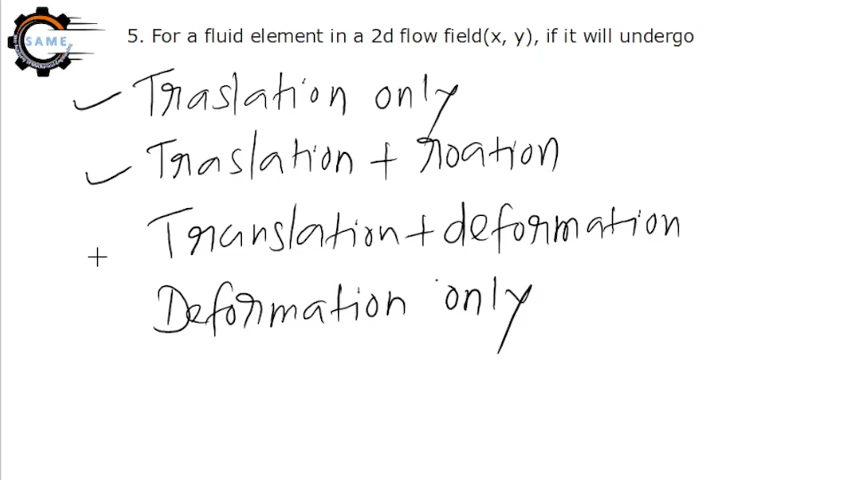 SAME
5. For a fluid element in a 2d flow field(x, y), if it will undergo
Traslation only
Traslation + roation
Translation + deformation
Deformation only